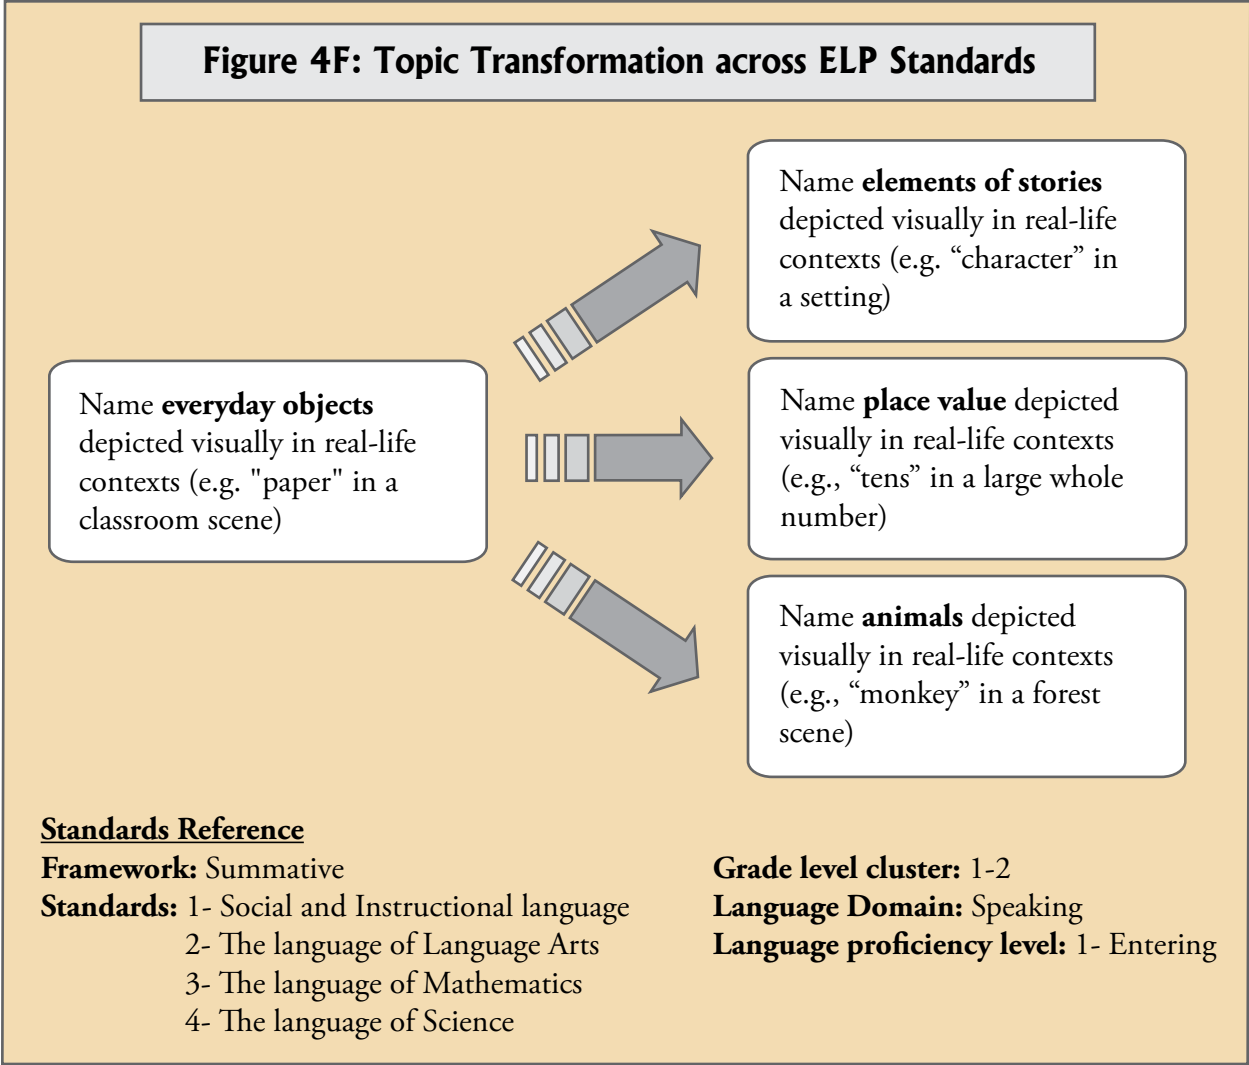 Figure 4F: Topic Transformation across ELP Standards
Name everyday objects
depicted visually in real-life
contexts (e.g. "paper" in a
classroom scene)
Name elements of stories
depicted visually in real-life
contexts (e.g. “character” in
a setting)
Name place value depicted
visually in real-life contexts
(e.g., “tens” in a large whole
number)
Name animals depicted
visually in real-life contexts
(e.g., “monkey” in a forest
scene)
Standards Reference
Framework: Summative
Standards: 1- Social and Instructional language
2- The language of Language Arts
3- The language of Mathematics
4- The language of Science
Grade level cluster: 1-2
Language Domain: Speaking
Language proficiency level: 1- Entering